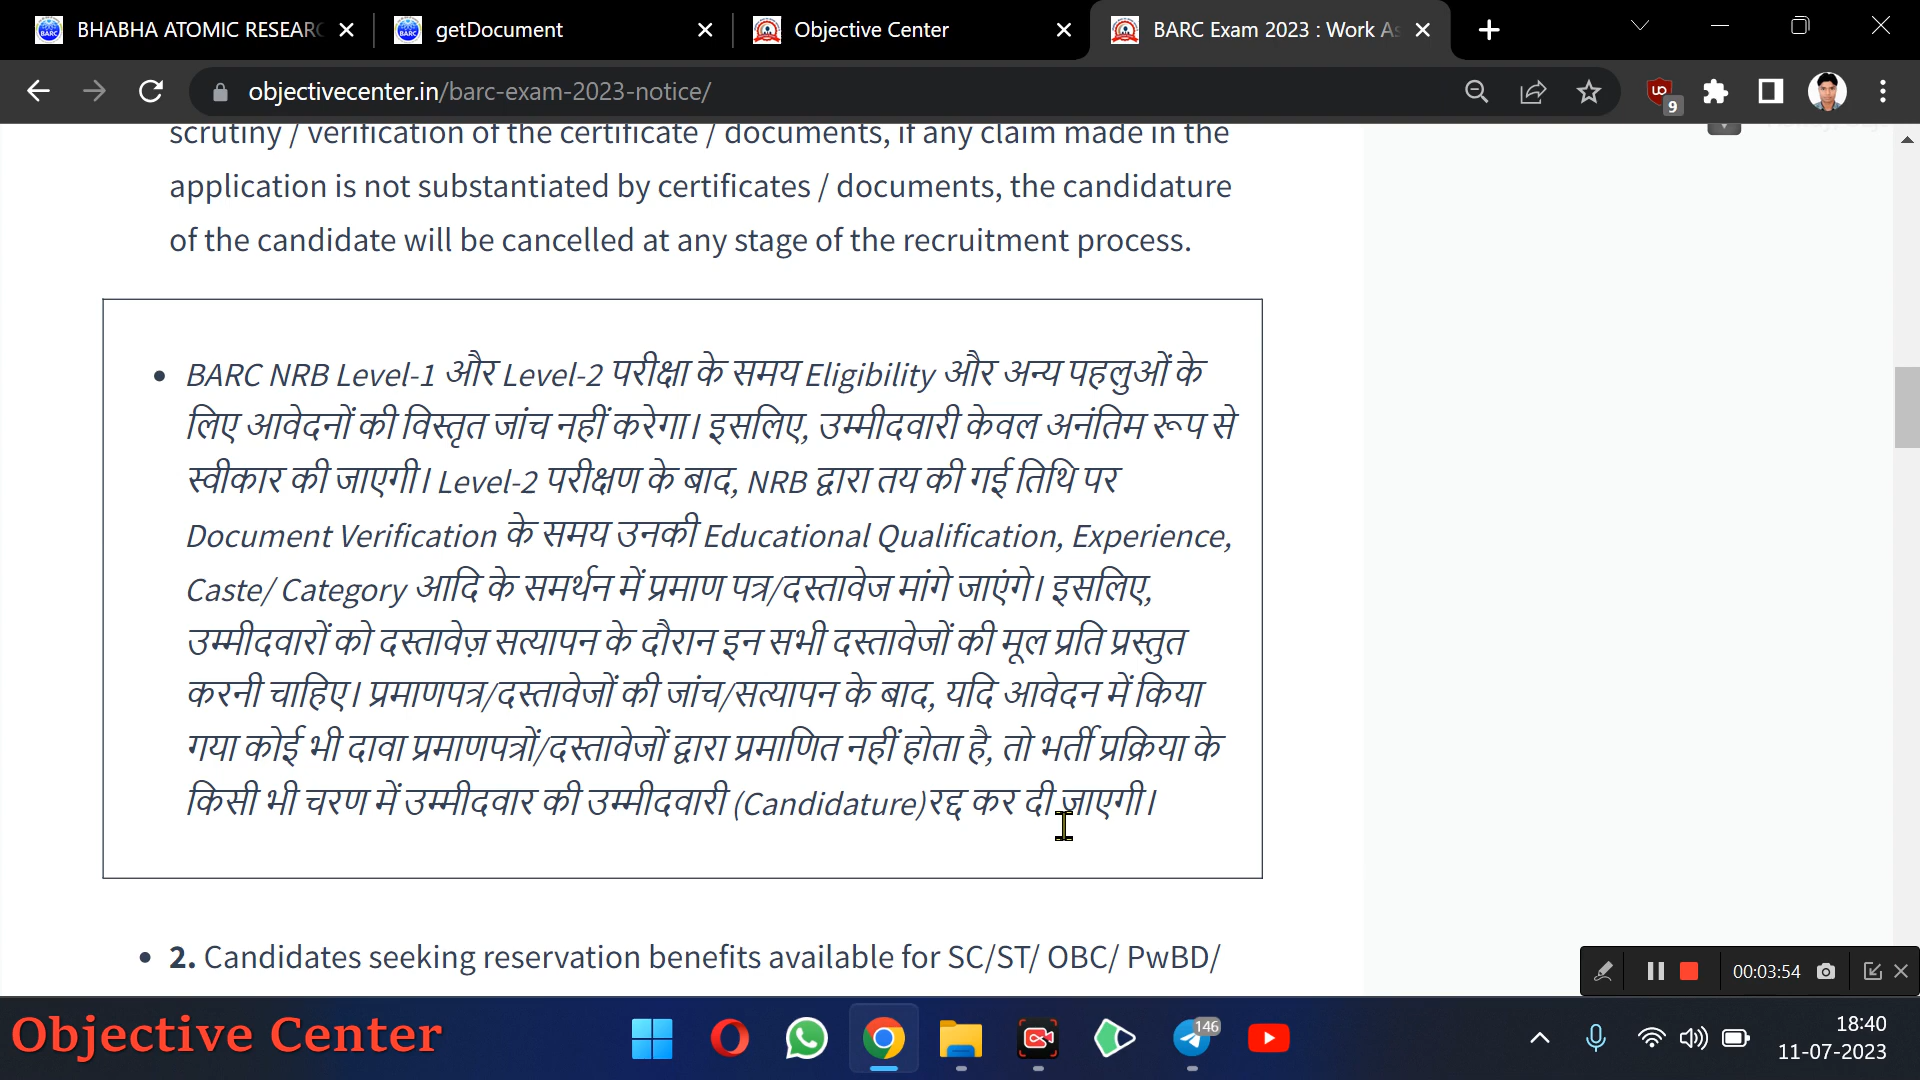 BHABHA ATOMIC RESEARC
getDocument
Objective Center
BARC Exam 2023 : Work As
objectivecenter.in/barc-exam-2023-notice/
9
scrutiny / verification of the certificate / documents, if any claim made in the
application is not substantiated by certificates / documents, the candidature
of the candidate will be cancelled at any stage of the recruitment process.
• BARC NRB Level-1 और Level-2 परीक्षा के समय Eligibility और अन्य पहलुओं के
लिए आवेदनों की विस्तृत जांच नहीं करेगा। इसलिए, उम्मीदवारी केवल अनंतिम रूप से
स्वीकार की जाएगी। Level-2 परीक्षण के बाद, NRB द्वारा तय की गई तिथि पर
Document Verification के समय उनकी Educational Qualification, Experience,
Caste/ Category आदि के समर्थन में प्रमाण पत्र/दस्तावेज मांगे जाएंगे। इसलिए,
उम्मीदवारों को दस्तावेज़ सत्यापन के दौरान इन सभी दस्तावेजों की मूल प्रति प्रस्तुत
करनी चाहिए। प्रमाणपत्र/दस्तावेजों की जांच/सत्यापन के बाद, यदि आवेदन में किया
गया कोई भी दावा प्रमाणपत्रों/दस्तावेजों द्वारा प्रमाणित नहीं होता है, तो भर्ती प्रक्रिया के
किसी भी चरण में उम्मीदवार की उम्मीदवारी (Candidature)रद्द कर दी जाएगी।
• 2. Candidates seeking reservation benefits available for SC/ST/ OBC/ PwBD/
00:03:54
Objective Center
146
18:40
11-07-2023